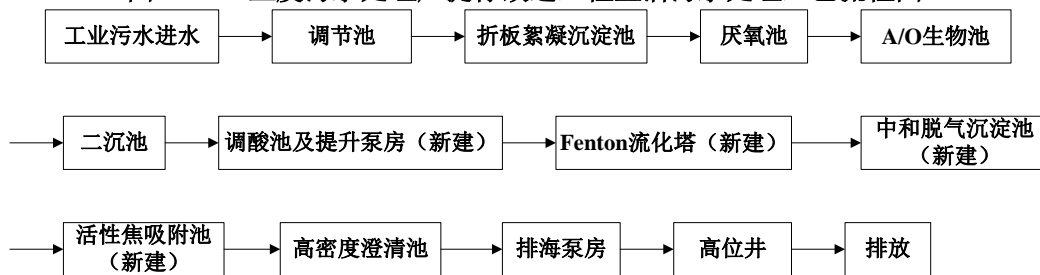 工业污水进水
调节池
折板絮凝沉淀池
厌氧池
A/O生物池
二沉池
调酸池及提升泵房（新建）
Fenton流化塔（新建）
中和脱气沉淀池
（新建）
活性焦吸附池
（新建）
高密度澄清池
排海泵房
高位井
排放